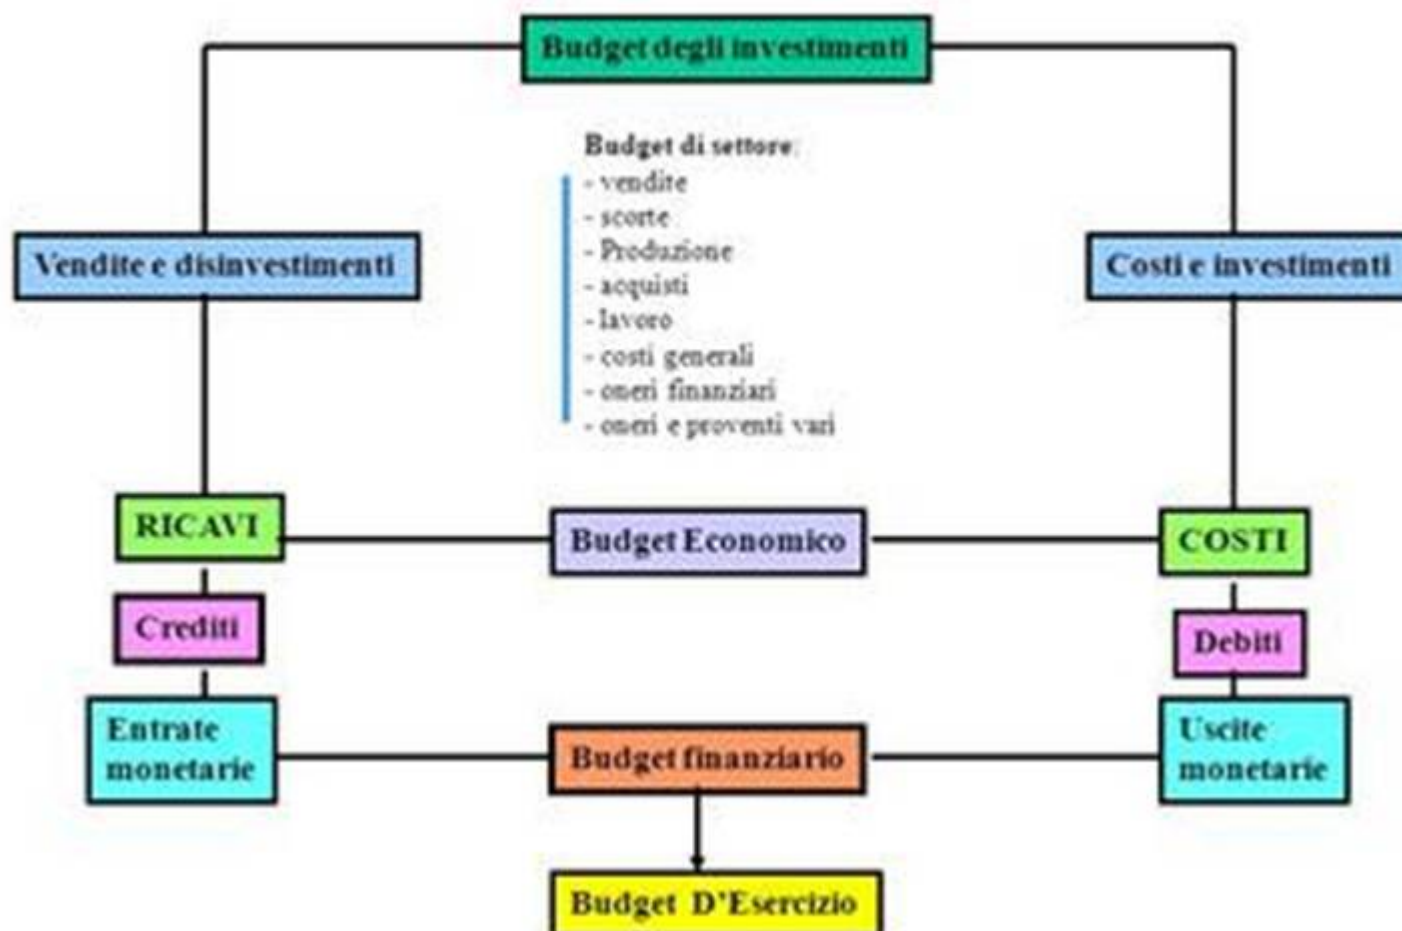 Budget degli investimenti
Budget di settore:
- vendite
- scorte
- Produzione
- acquisti
- lavoro
- costi generali
- oneri finanziari
- oneri e proventi vari
Vendite e disinvestimenti
Costi e investimenti
RICAVI
Budget Economico
COSTI
Crediti
Debiti
Entrate
monetarie
Budget finanziario
Uscite
monetarie
Budget D'Esercizio